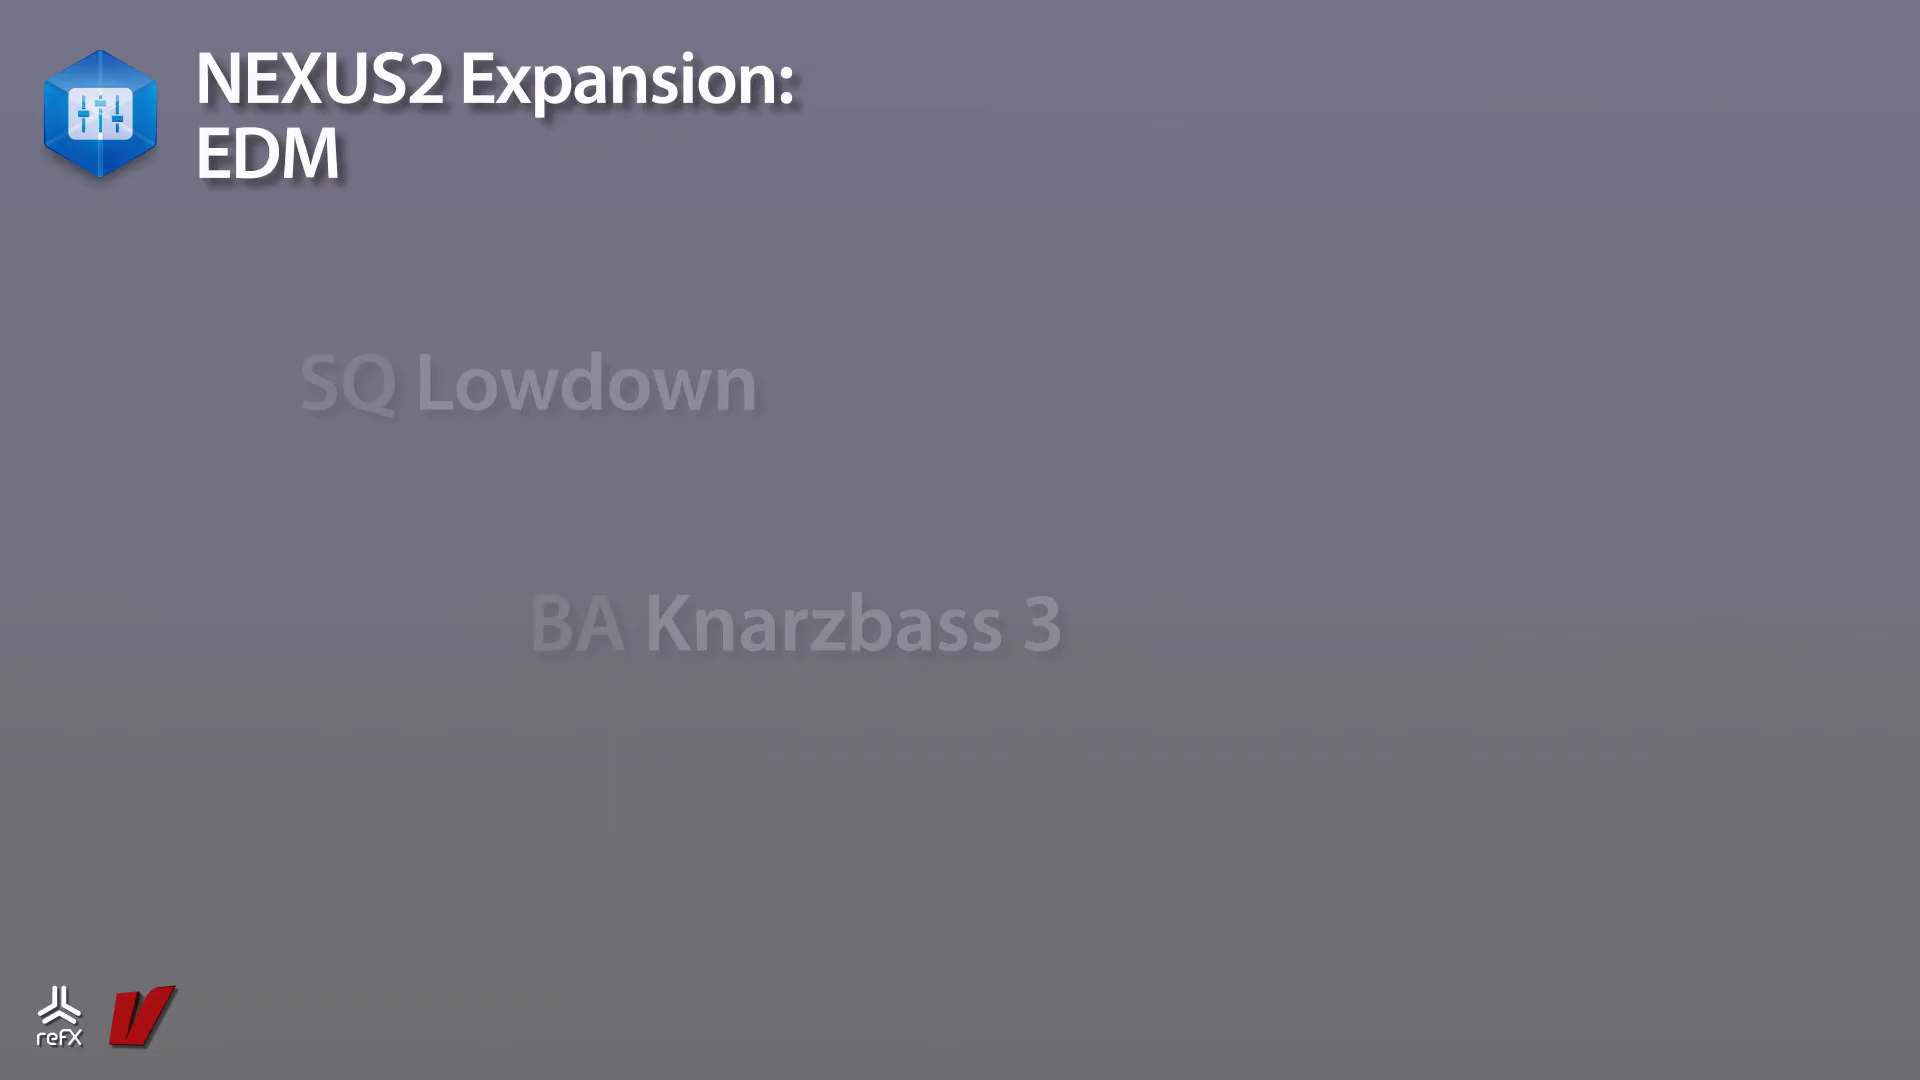 NEXUS2 Expansion:
EDM
SQ Lowdown
BA Knarzbass 3
reFX